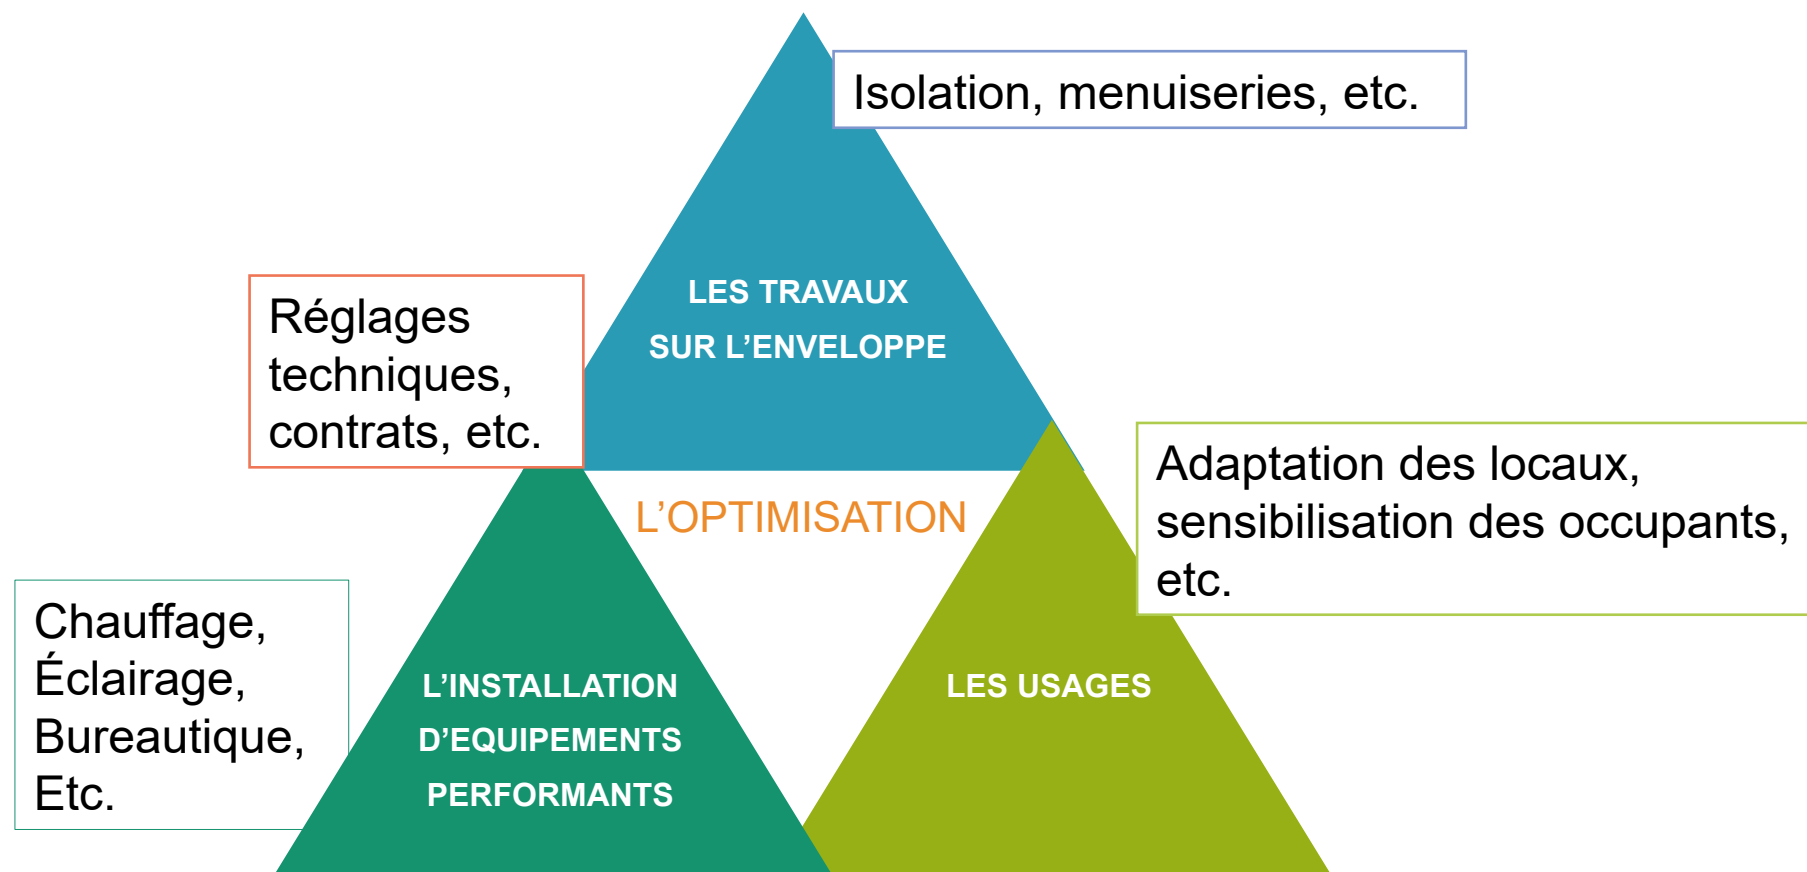 Isolation, menuiseries, etc.
LES TRAVAUX
SUR L’ENVELOPPE
Réglages
techniques,
contrats, etc.
L’OPTIMISATION
Adaptation des locaux,
sensibilisation des occupants,
etc.
Chauffage,
Éclairage,
Bureautique,
Etc.
L’INSTALLATION
D’EQUIPEMENTS
PERFORMANTS
LES USAGES